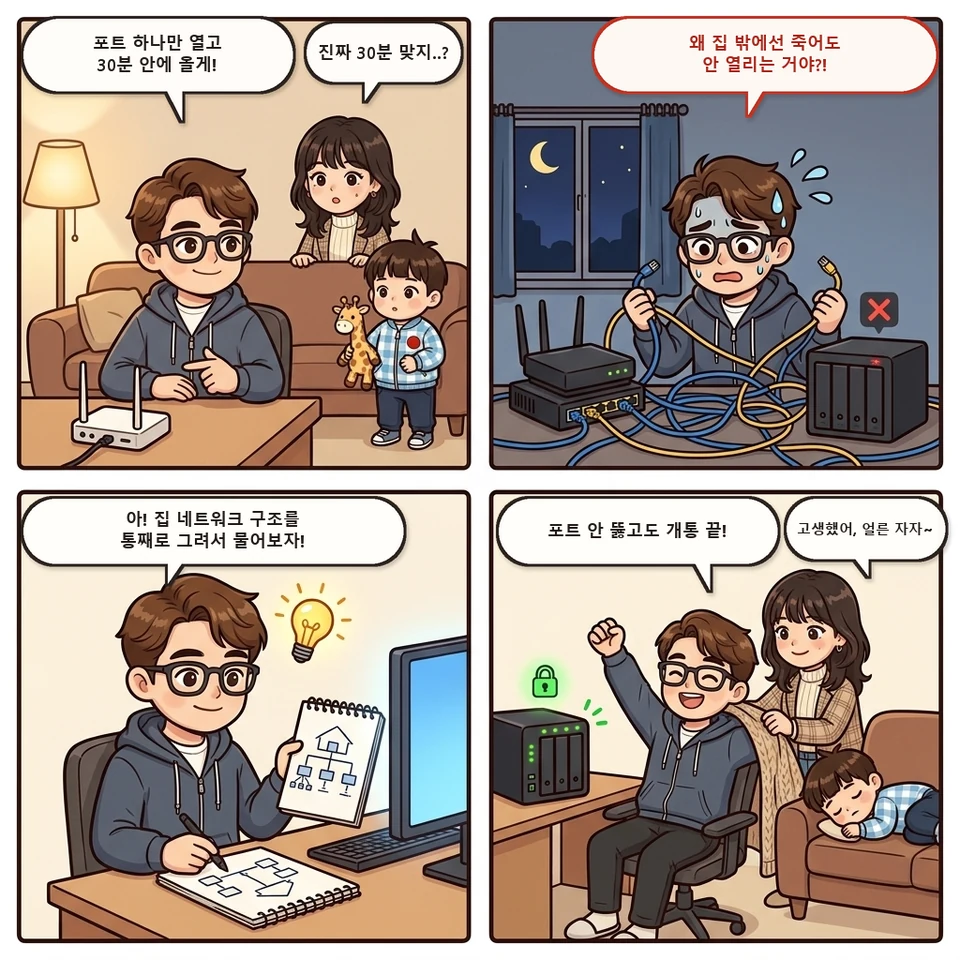 포트 하나만 열고
30분 안에 올게!
진짜 30분 맞지..?
왜 집 밖에선 죽어도
안 열리는 거야?!
아! 집 네트워크 구조를
통째로 그려서 물어보자!
포트 안 뚫고도 개통 끝!
고생했어, 얼른 자자~